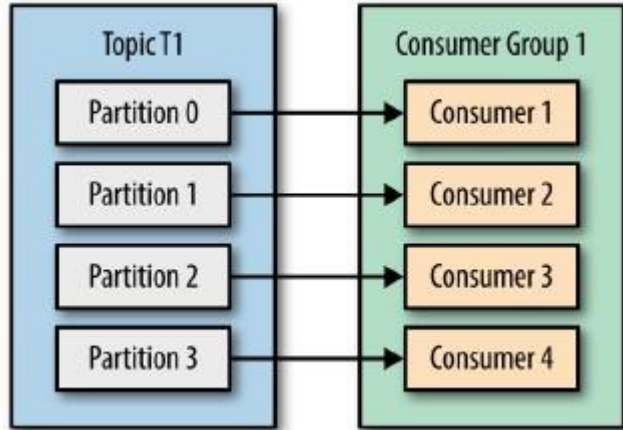 Topic T1
Partition 0
Partition 1
Partition 2
Partition 3
Consumer Group 1
Consumer 1
Consumer 2
Consumer 3
Consumer 4